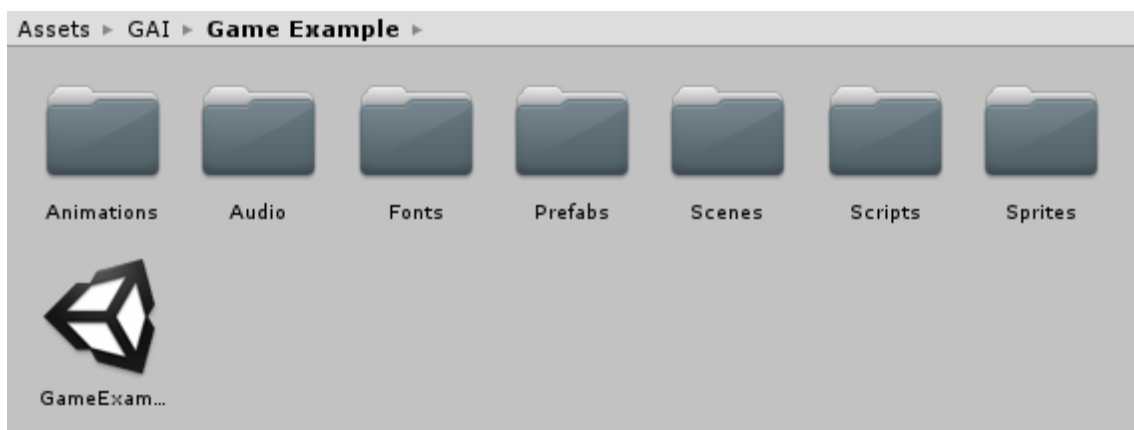 Assets ▸ GAI ▸ Game Example ▸
Animations Audio Fonts Prefabs Scenes Scripts Sprites
GameExam...